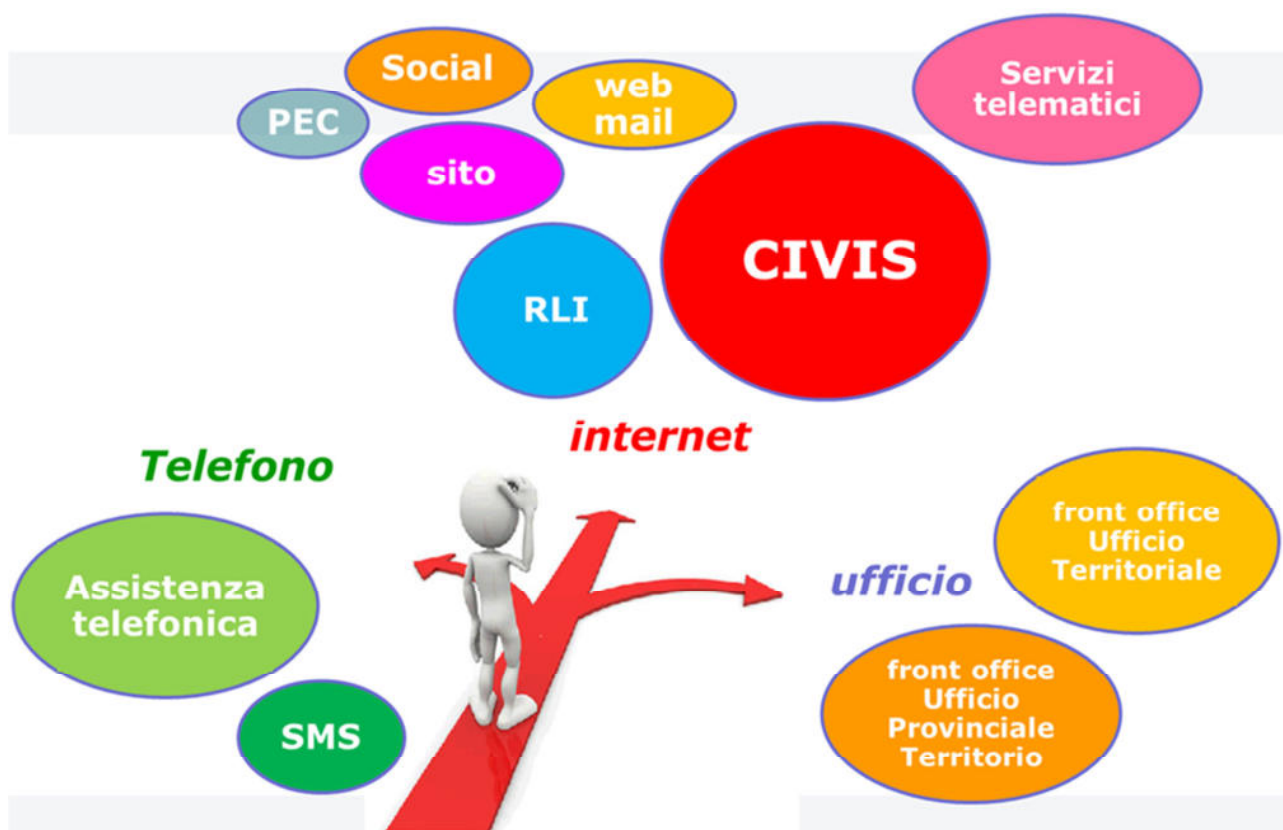 Social
web
mail
PEC
Servizi
telematici
sito
CIVIS
RLI
internet
Telefono
front office
Ufficio
Territoriale
Assistenza
telefonica
ufficio
front office
Ufficio
Provinciale
Territorio
SMS